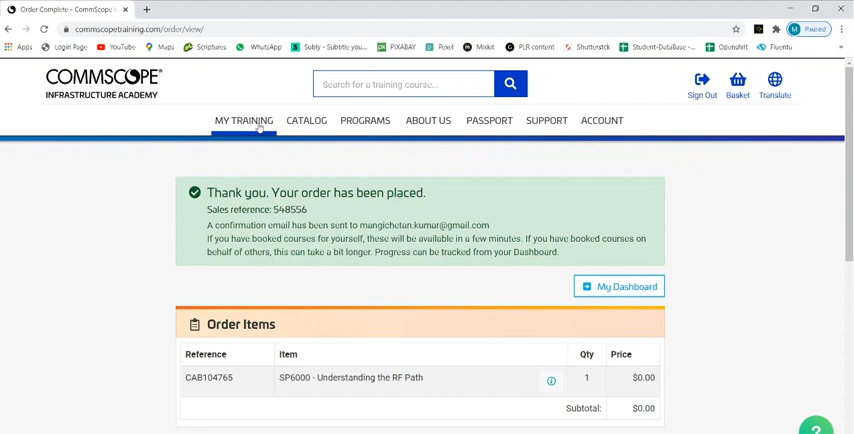 Order Complete - CommScope I
commscopetraining.com/order/view/
M Paused
Apps Login Page YouTube Maps Scriptures WhatsApp Subly - Subtitle your... PIXABAY Pexel Mixkit PLR content Shutterstck Student-DataBase -... Openshift Fluentu »
COMMSCOPE®
INFRASTRUCTURE ACADEMY
Search for a training course...
Sign Out Basket Translate
MY TRAINING CATALOG PROGRAMS ABOUT US PASSPORT SUPPORT ACCOUNT
Thank you. Your order has been placed.
Sales reference: 548556
A confirmation email has been sent to mangichetan.kumar@gmail.com
If you have booked courses for yourself, these will be available in a few minutes. If you have booked courses on
behalf of others, this can take a bit longer. Progress can be tracked from your Dashboard.
My Dashboard
Order Items
Reference Item Qty Price
CAB104765 SP6000 - Understanding the RF Path 1 $0.00
Subtotal: $0.00
?